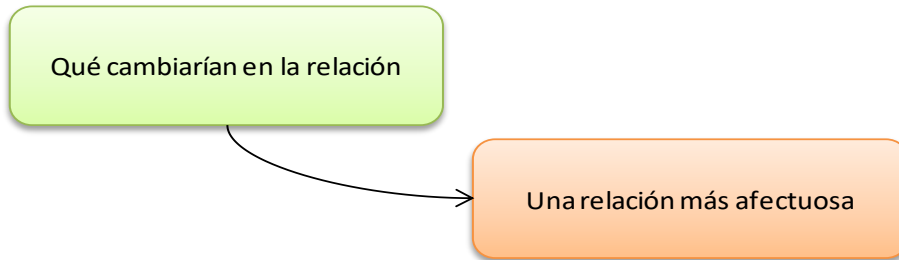 Qué cambiarían en la relación
Una relación más afectuosa